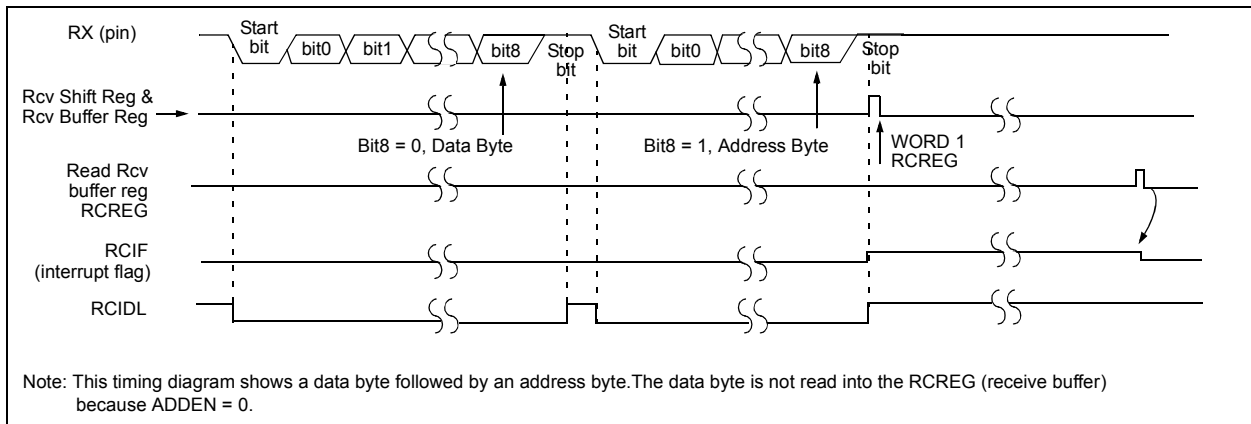 RX (pin)
Start
bit
bit0
bit1
bit8
Stop
bit
Start
bit
bit0
bit8
Stop
bit
Rcv Shift Reg &
Rcv Buffer Reg
Bit8 = 0, Data Byte
Bit8 = 1, Address Byte
WORD 1
RCREG
Read Rcv
buffer reg
RCREG
RCIF
(interrupt flag)
RCIDL
Note: This timing diagram shows a data byte followed by an address byte.The data byte is not read into the RCREG (receive buffer)
because ADDEN = 0.